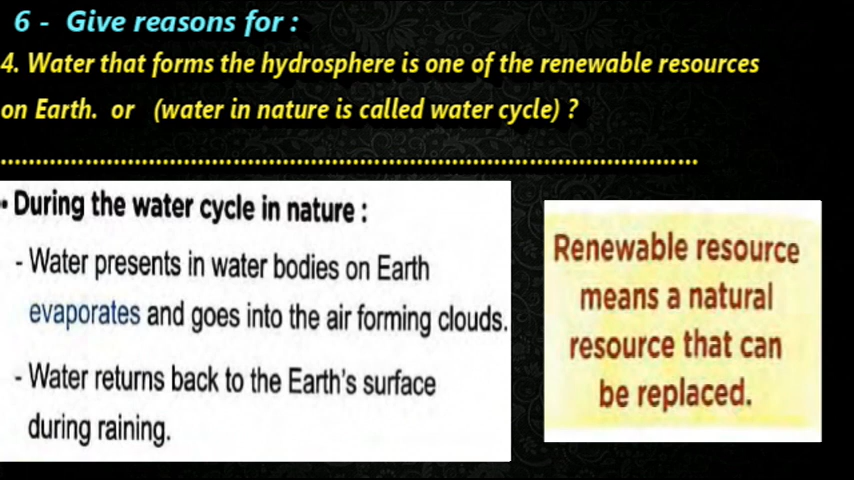 6 - Give reasons for :
4. Water that forms the hydrosphere is one of the renewable resources
on Earth. or (water in nature is called water cycle) ?
....................................................................................................
• During the water cycle in nature :
- Water presents in water bodies on Earth
evaporates and goes into the air forming clouds.
- Water returns back to the Earth's surface
during raining.
Renewable resource
means a natural
resource that can
be replaced.